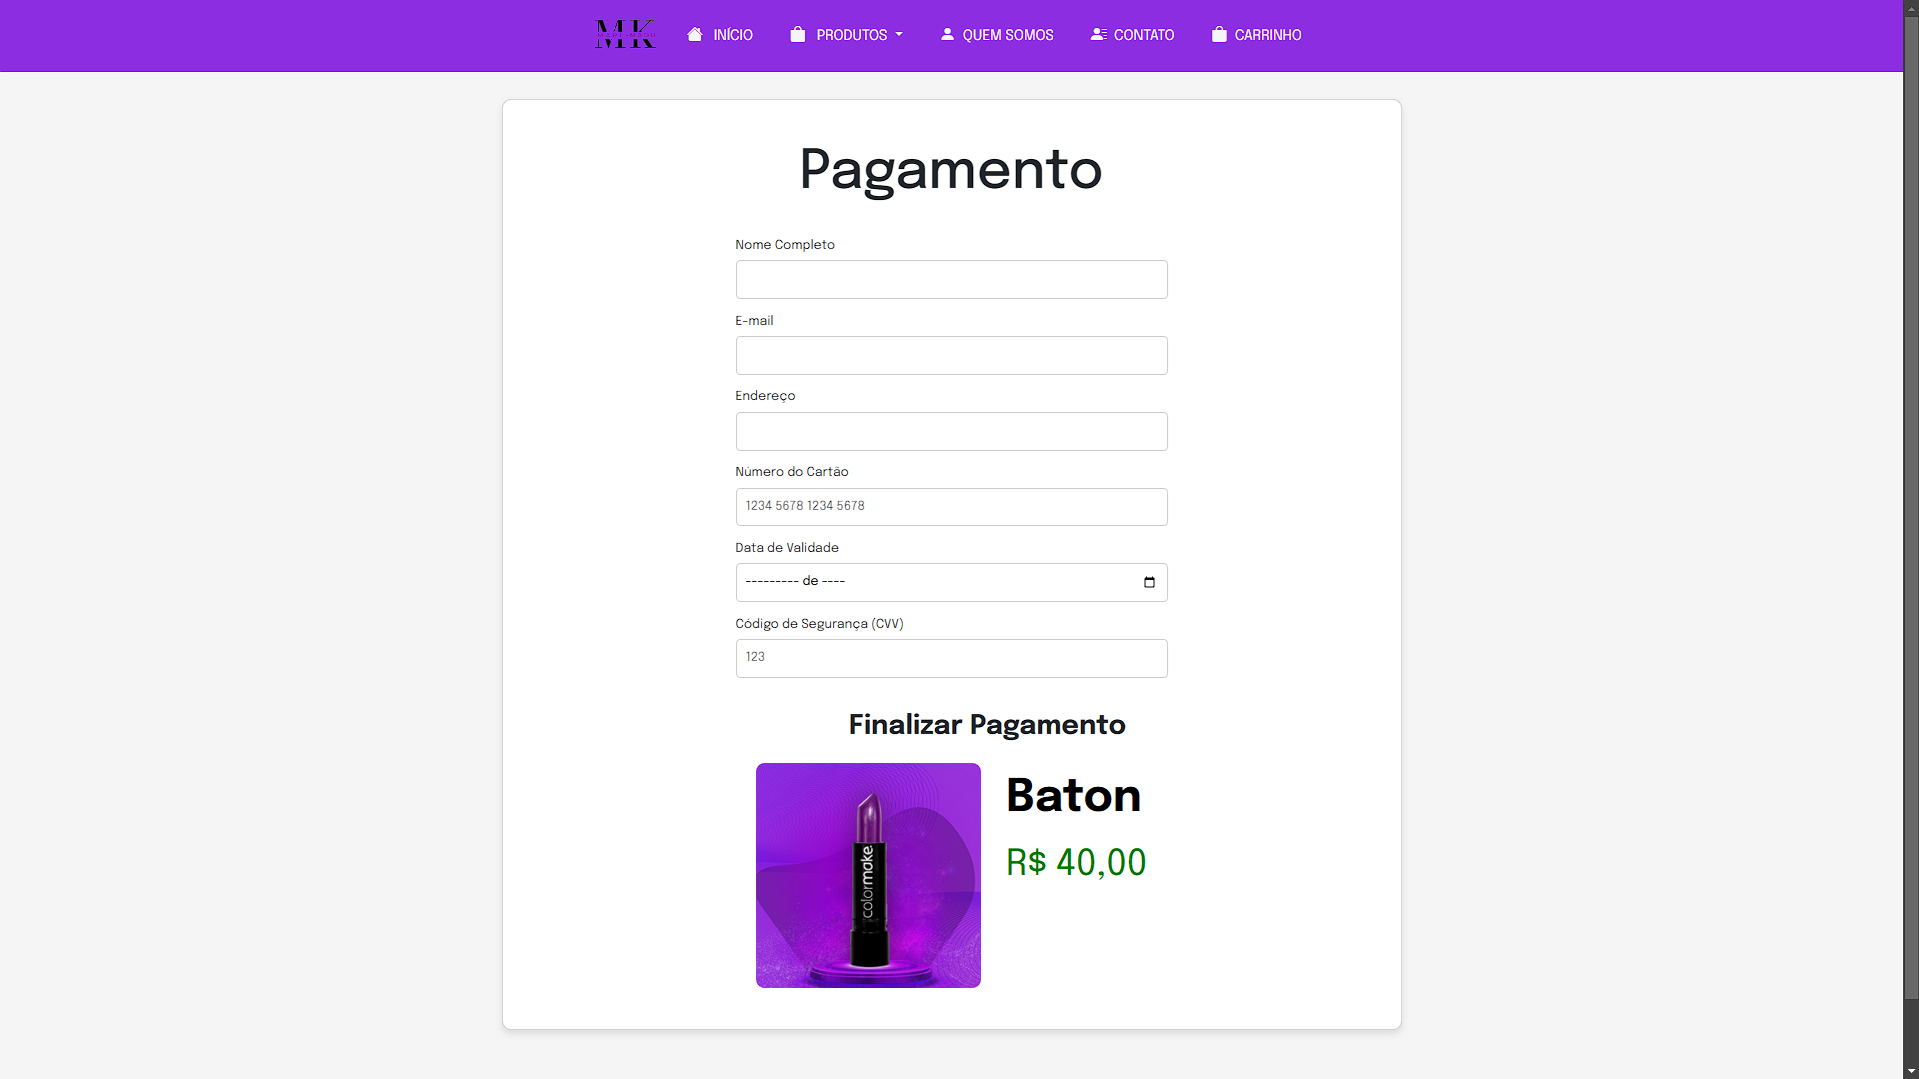 MK
INÍCIO
PRODUTOS
QUEM SOMOS
CONTATO
CARRINHO
Pagamento
Nome Completo
E-mail
Endereço
Número do Cartão
1234 5678 1234 5678
Data de Validade
--------- de ----
Código de Segurança (CVV)
123
Finalizar Pagamento
colormake.
Baton
R$ 40,00